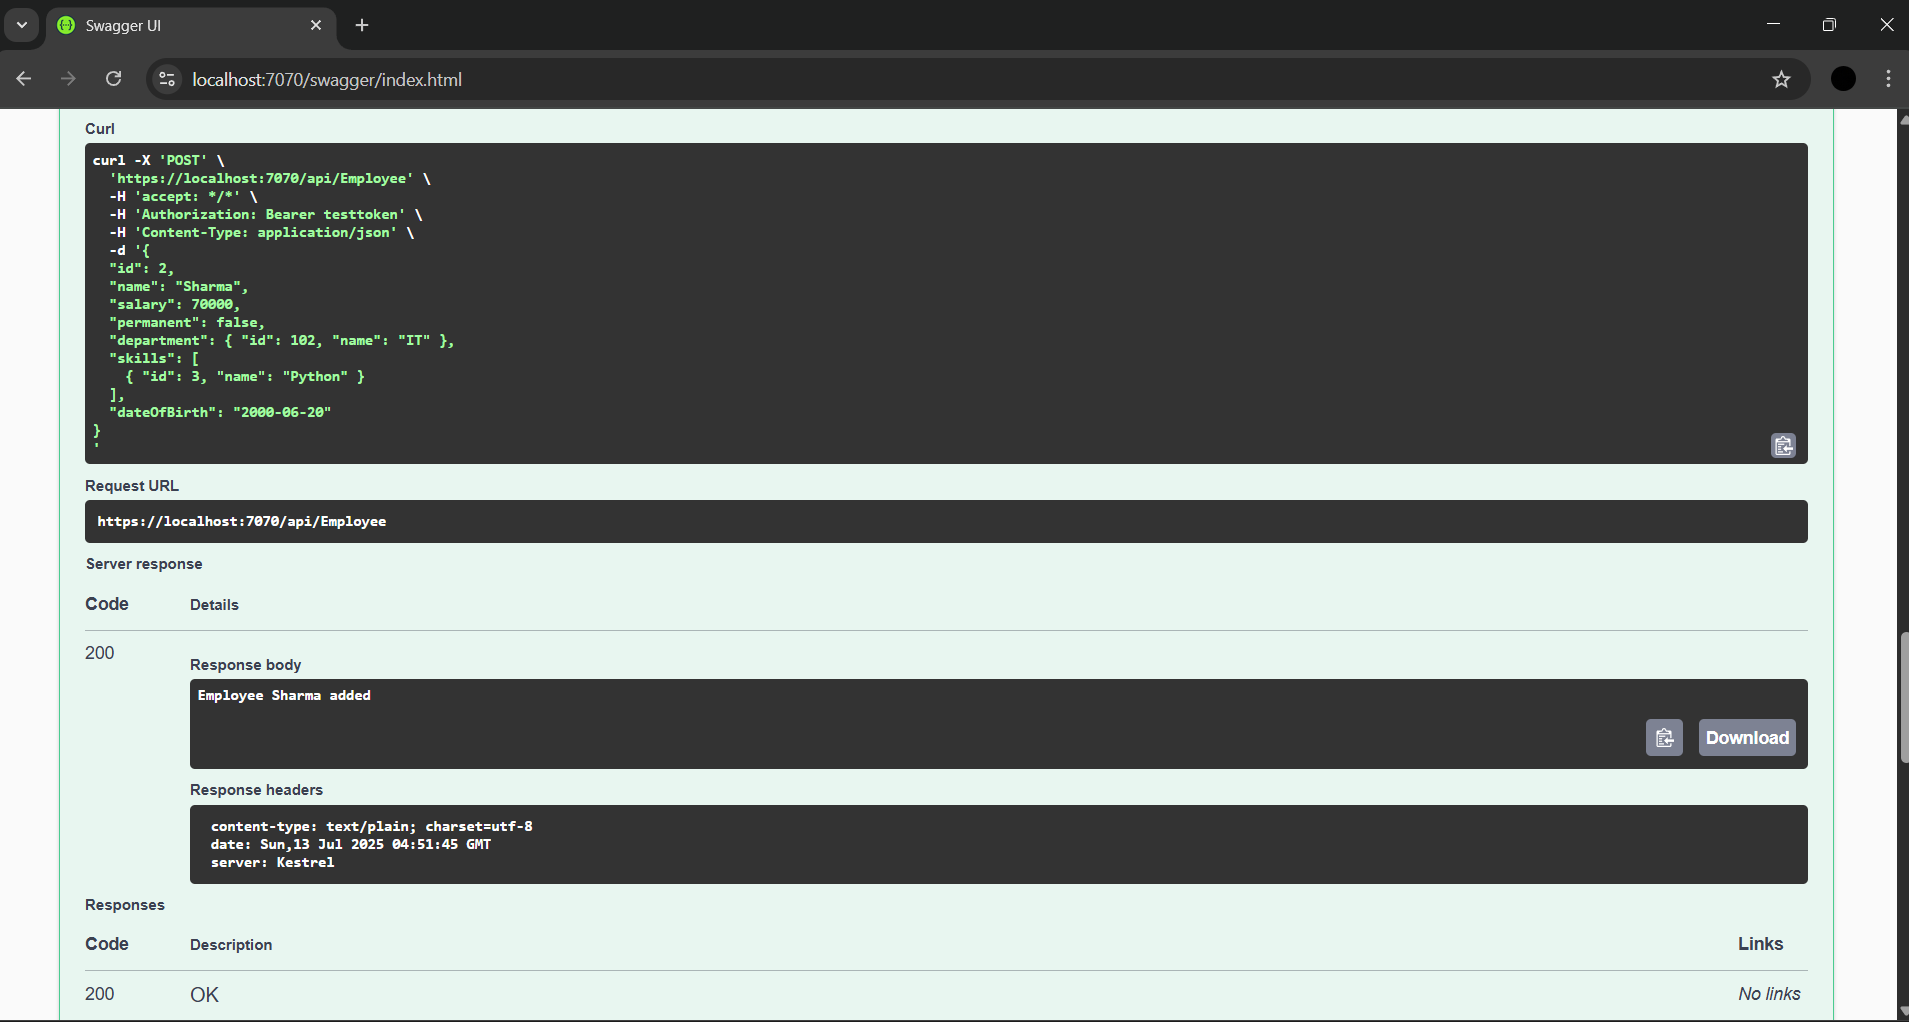 Swagger UI
localhost:7070/swagger/index.html
Curl
curl -X 'POST' \
  'https://localhost:7070/api/Employee' \
  -H 'accept: */*' \
  -H 'Authorization: Bearer testtoken' \
  -H 'Content-Type: application/json' \
  -d '{
  "id": 2,
  "name": "Sharma",
  "salary": 70000,
  "permanent": false,
  "department": { "id": 102, "name": "IT" },
  "skills": [
    { "id": 3, "name": "Python" }
  ],
  "dateOfBirth": "2000-06-20"
}
'
Request URL
https://localhost:7070/api/Employee
Server response
Code Details
200
Response body
Employee Sharma added
Download
Response headers
content-type: text/plain; charset=utf-8
date: Sun,13 Jul 2025 04:51:45 GMT
server: Kestrel
Responses
Code Description Links
200 OK No links